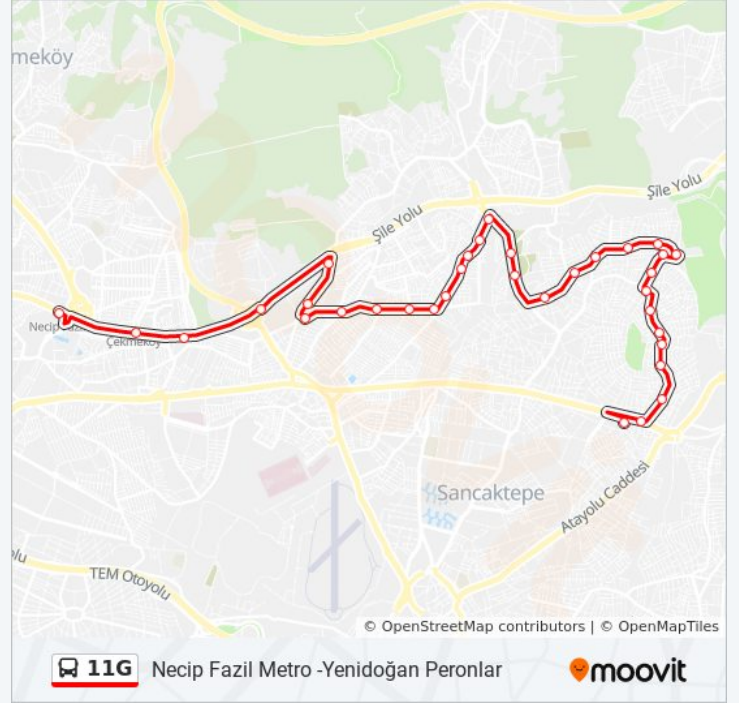 meköy
Şile Yolu
Şile Yolu
Necip Faz
Çekmeköy
Sancaktepe
Atayolu Caddesi
olu
TEM Otoyolu
© OpenStreetMap contributors | © OpenMapTiles
11G Necip Fazil Metro -Yenidoğan Peronlar moovit